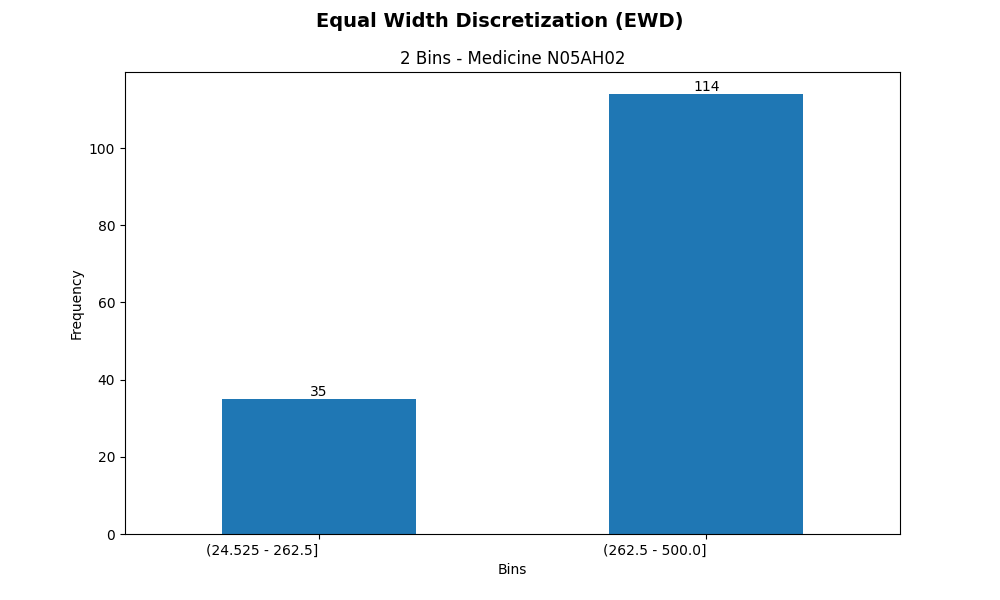 Equal Width Discretization (EWD)
2 Bins - Medicine N05AH02
114
100
80
60
40
35
20
0
Frequency
(24.525 - 262.5]
(262.5 - 500.0]
Bins